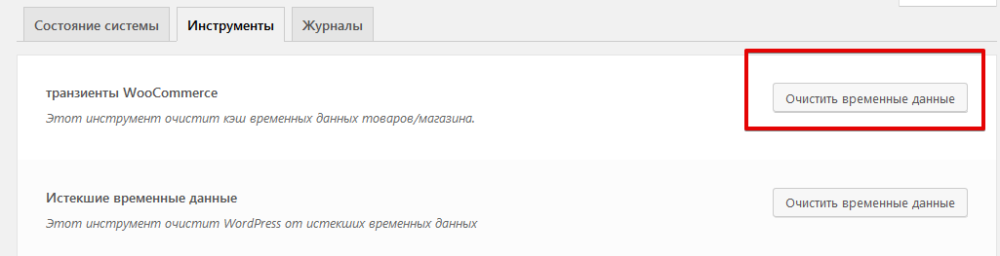 Состояние системы Инструменты Журналы
транзиенты WooCommerce
Очистить временные данные
Этот инструмент очистит кэш временных данных товаров/магазина.
Истекшие временные данные
Очистить временные данные
Этот инструмент очистит WordPress от истекших временных данных